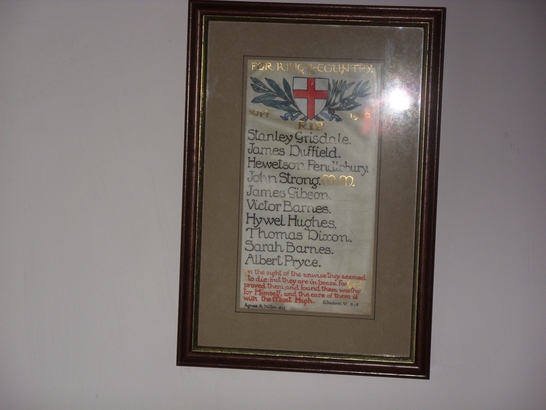 FOR KING & COUNTRY
R.I.P
Stanley Grisdale.
James Duffield.
Hewetson Pendlebury.
John Strong. M.M.
James Gibson.
Victor Barnes.
Hywel Hughes.
Thomas Dixon.
Sarah Barnes.
Albert Pryce.
In the sight of the unwise they seemed
to die: but they are in peace. For
proved them and found them worthy
for Himself, and the care of them is
with the Most High.